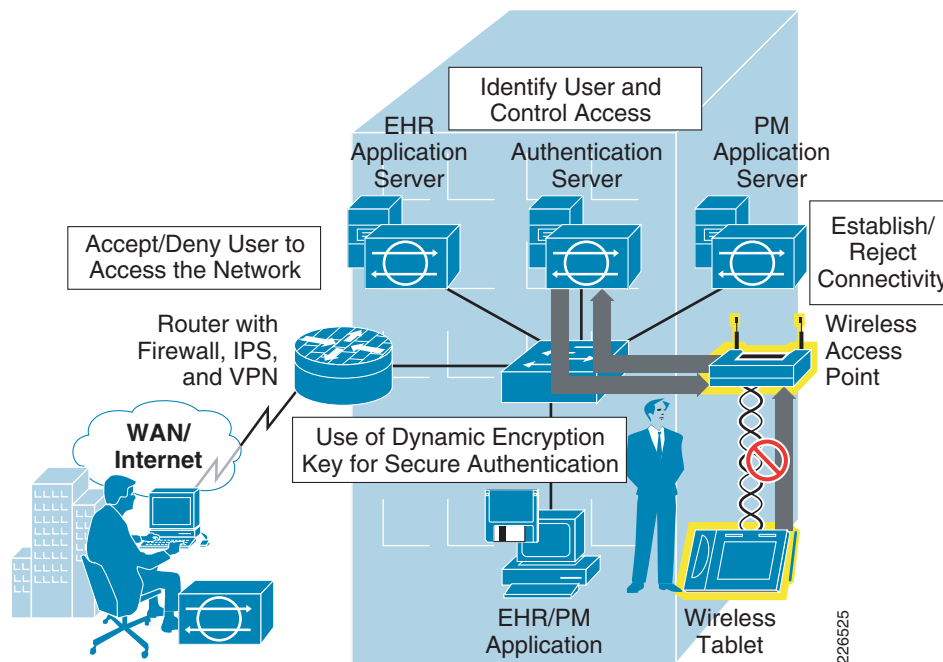 Identify User and
Control Access
EHR
Application
Server
Authentication
Server
PM
Application
Server
Accept/Deny User to
Access the Network
Establish/
Reject
Connectivity
Router with
Firewall, IPS,
and VPN
Wireless
Access
Point
WAN/
Internet
Use of Dynamic Encryption
Key for Secure Authentication
EHR/PM
Application
Wireless
Tablet
226525